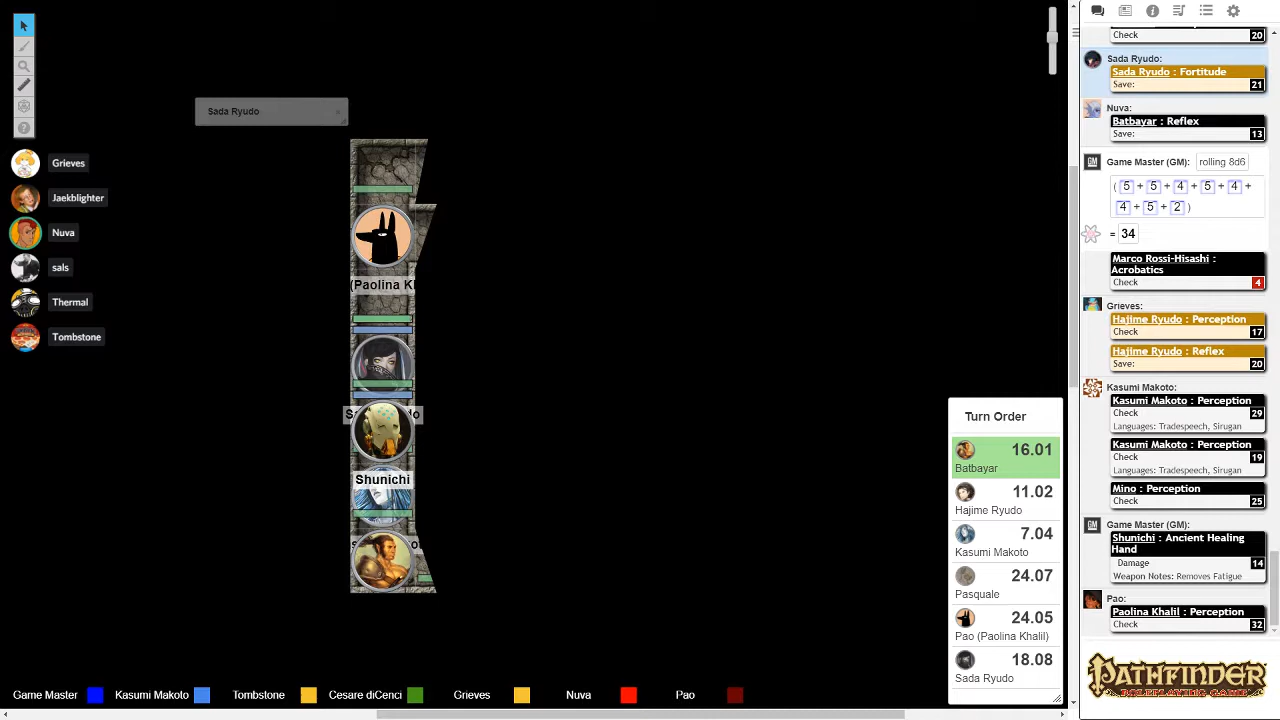 Sada Ryudo
×
Grieves
Jaekblighter
Nuva
sals
Thermal
Tombstone
(Paolina Kh
Shunichi
Turn Order
16.01
Batbayar
11.02
Hajime Ryudo
7.04
Kasumi Makoto
24.07
Pasquale
24.05
Pao (Paolina Khalil)
18.08
Sada Ryudo
Game Master
Kasumi Makoto
Tombstone
Cesare diCenci
Grieves
Nuva
Pao
Check 20
Sada Ryudo:
Sada Ryudo : Fortitude
Save: 21
Nuva:
Batbayar : Reflex
Save: 13
Game Master (GM): rolling 8d6
( 5 + 5 + 4 + 5 + 4 +
4 + 5 + 2 )
= 34
Marco Rossi-Hisashi :
Acrobatics
Check 4
Grieves:
Hajime Ryudo : Perception
Check 17
Hajime Ryudo : Reflex
Save: 20
Kasumi Makoto:
Kasumi Makoto : Perception
Check 29
Languages: Tradespeech, Sirugan
Kasumi Makoto : Perception
Check 19
Languages: Tradespeech, Sirugan
Mino : Perception
Check 25
Game Master (GM):
Shunichi : Ancient Healing
Hand
Damage 14
Weapon Notes: Removes Fatigue
Pao:
Paolina Khalil : Perception
Check 32
PATHFINDER
ROLEPLAYING GAME